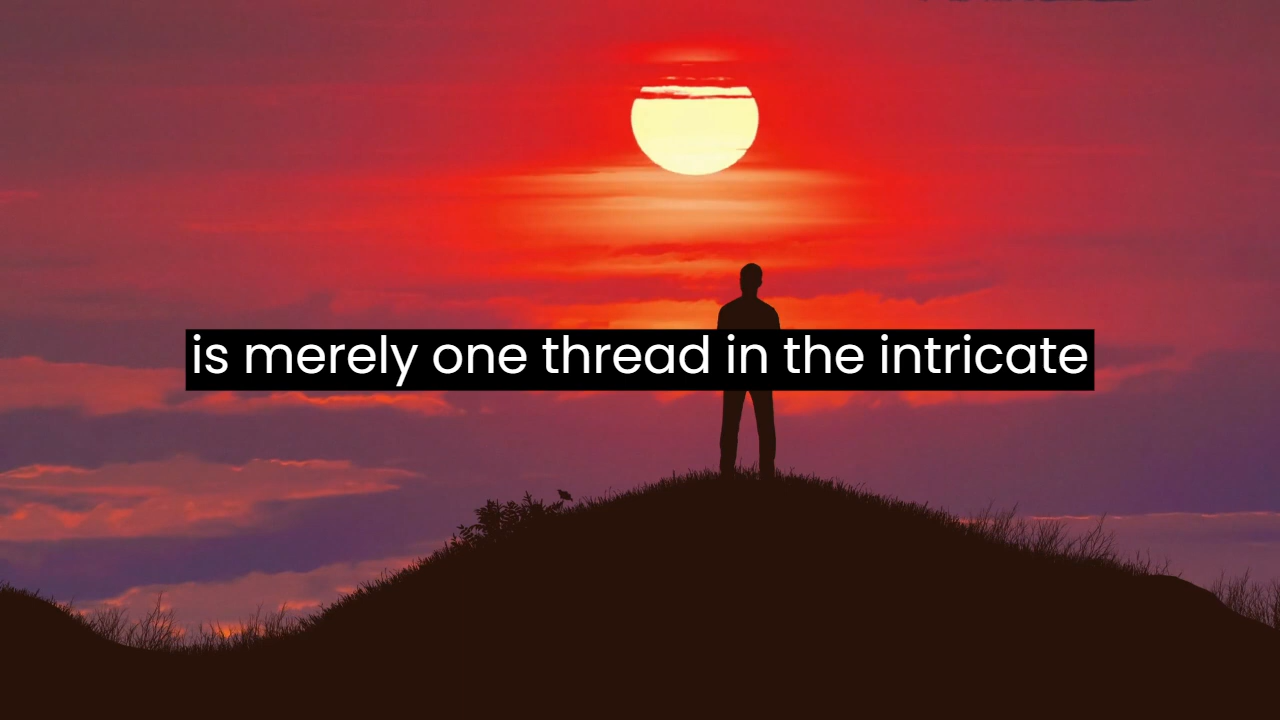 is merely one thread in the intricate